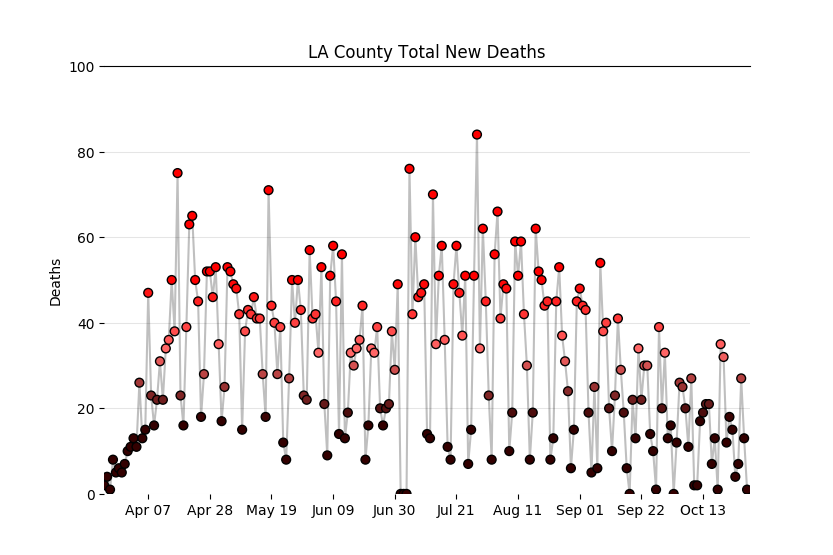 LA County Total New Deaths
100
80
60
40
20
0
Deaths
Apr 07
Apr 28
May 19
Jun 09
Jun 30
Jul 21
Aug 11
Sep 01
Sep 22
Oct 13